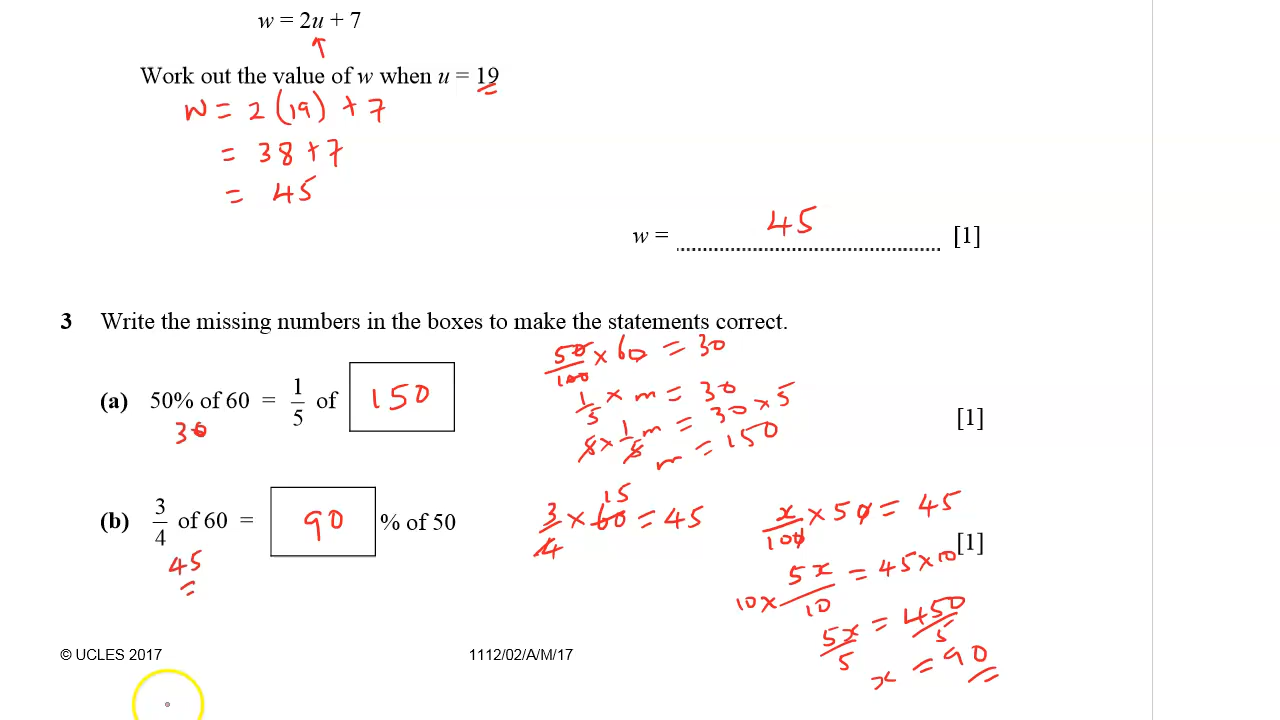 w = 2u + 7
↑
Work out the value of w when u = 19
w = 2 (19) + 7
= 38 + 7
= 45
w = 45 [1]
3 Write the missing numbers in the boxes to make the statements correct.
50/100 × 60 = 30
(a) 50% of 60 = 1/5 of 150 [1]
30
1/5 × m = 30
5 × 1/5 m = 30 × 5
m = 150
(b) 3/4 of 60 = 90 % of 50 [1]
45
3/4 × 60 = 45
15
x/100 × 50 = 45
10 × 5x/10 = 45 × 10
5x/5 = 450/5
x = 90
© UCLES 2017 1112/02/A/M/17